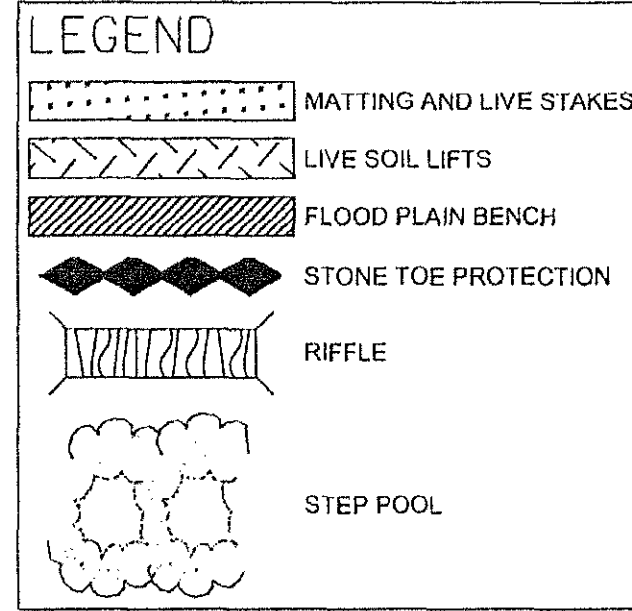 LEGEND
MATTING AND LIVE STAKES
LIVE SOIL LIFTS
FLOOD PLAIN BENCH
STONE TOE PROTECTION
RIFFLE
STEP POOL